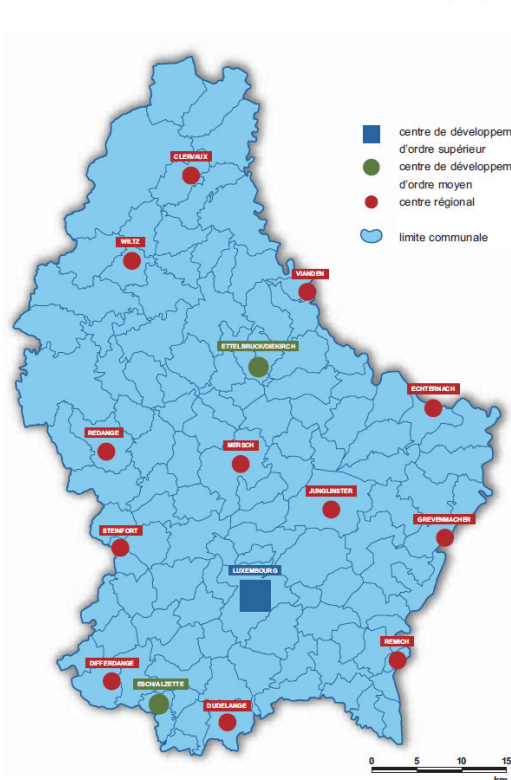 centre de développem
d'ordre supérieur
centre de développem
d'ordre moyen
centre régional
limite communale
CLERVAUX
WILTZ
VIANDEN
ETTELBRUCK/DIEKIRCH
ECHTERNACH
REDANGE
MERSCH
JUNGLINSTER
GREVENMACHER
STEINFORT
LUXEMBOURG
REMICH
DIFFERDANGE
ESCH/ALZETTE
DUDELANGE
0 5 10 15
km